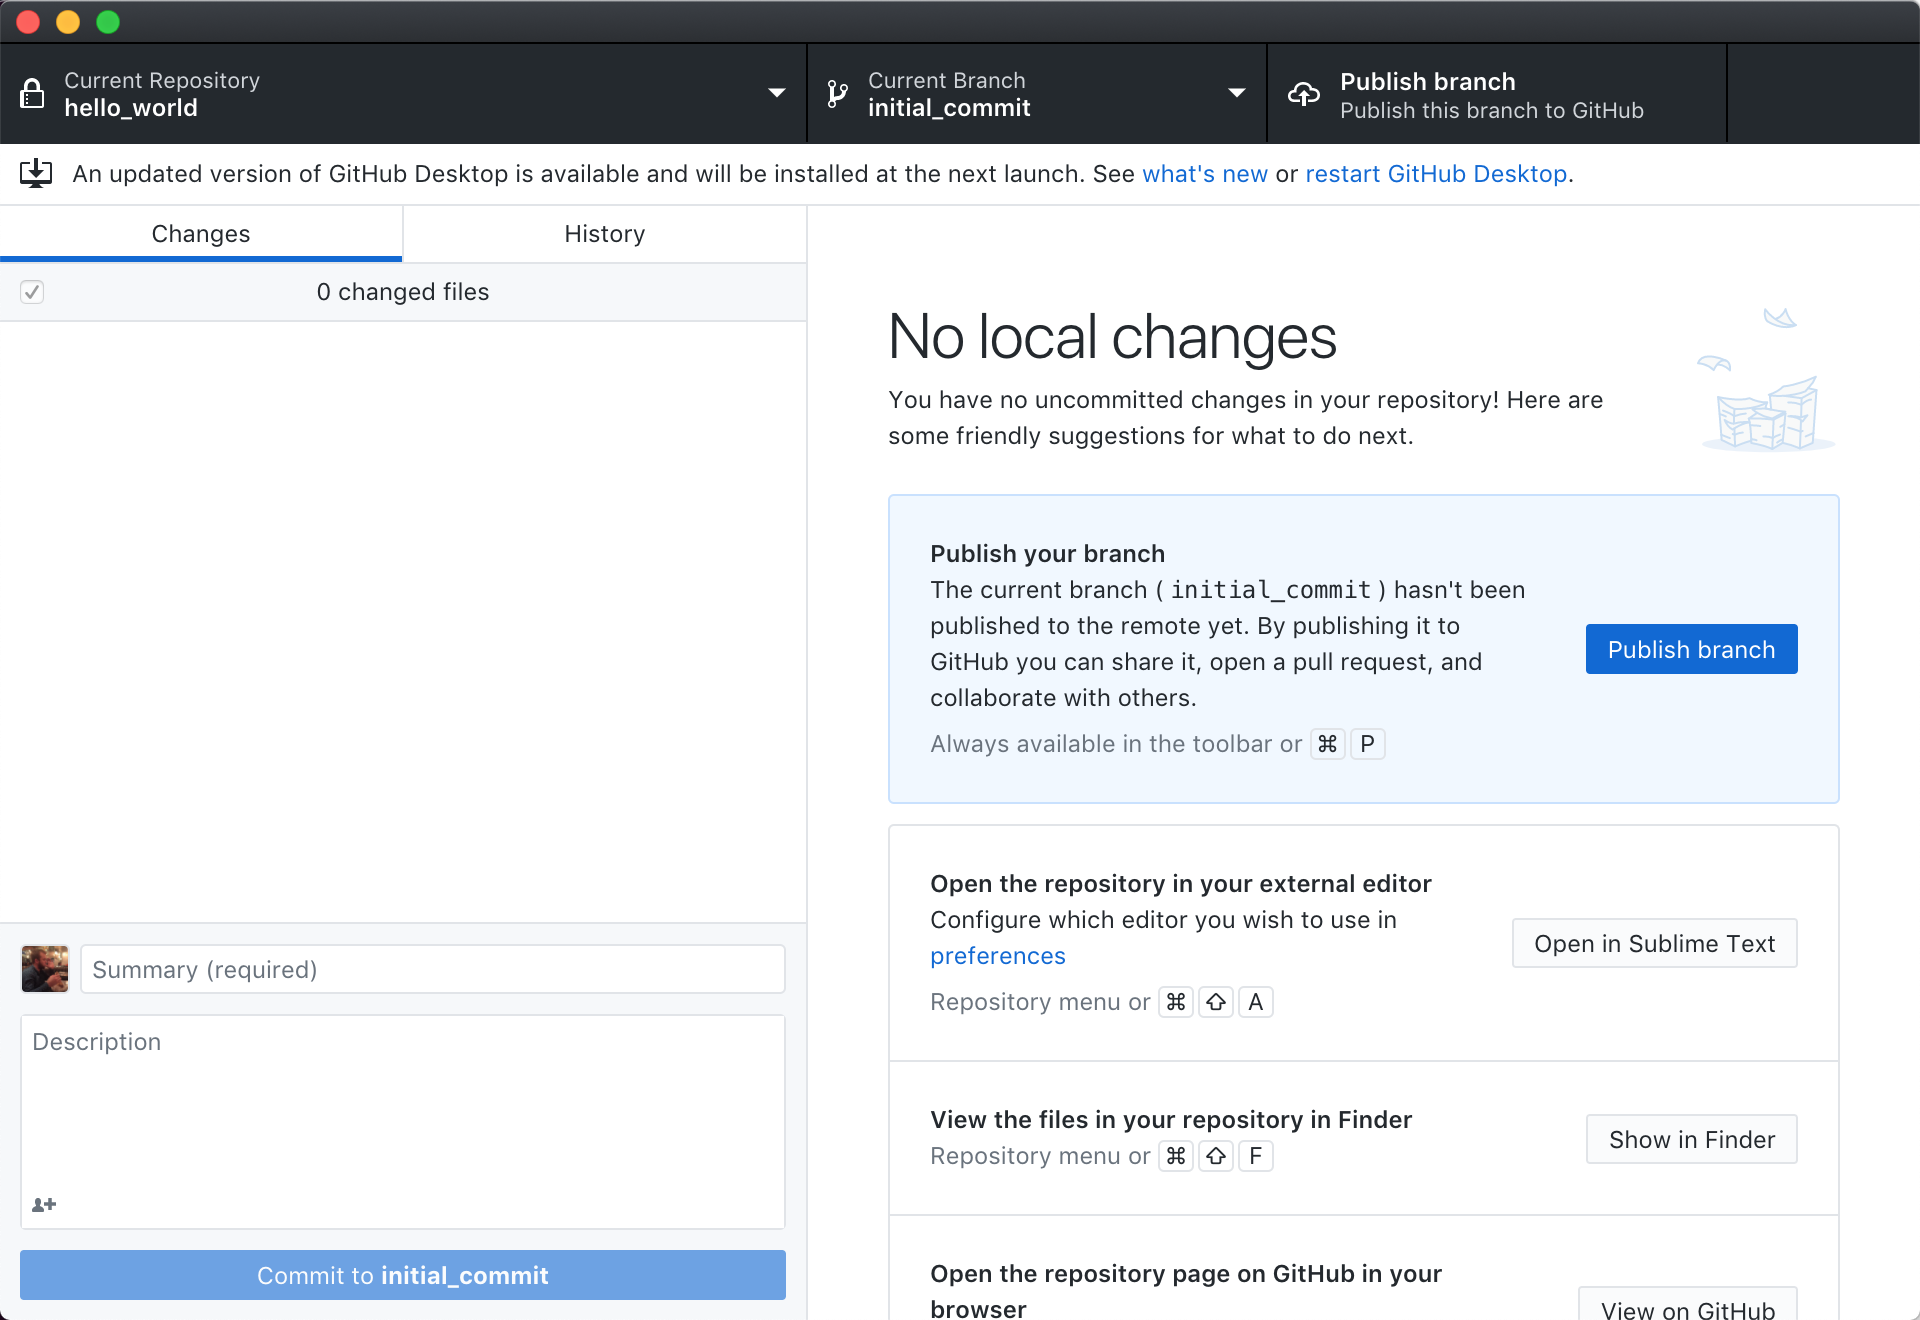 Current Repository
hello_world
Current Branch
initial_commit
Publish branch
Publish this branch to GitHub
An updated version of GitHub Desktop is available and will be installed at the next launch. See what's new or restart GitHub Desktop.
Changes
History
0 changed files
No local changes
You have no uncommitted changes in your repository! Here are
some friendly suggestions for what to do next.
Publish your branch
The current branch ( initial_commit ) hasn't been
published to the remote yet. By publishing it to
GitHub you can share it, open a pull request, and
collaborate with others.
Always available in the toolbar or ⌘ P
Publish branch
Open the repository in your external editor
Configure which editor you wish to use in
preferences
Repository menu or ⌘ ⇧ A
Open in Sublime Text
View the files in your repository in Finder
Repository menu or ⌘ ⇧ F
Show in Finder
Open the repository page on GitHub in your
browser
View on GitHub
Summary (required)
Description
Commit to initial_commit